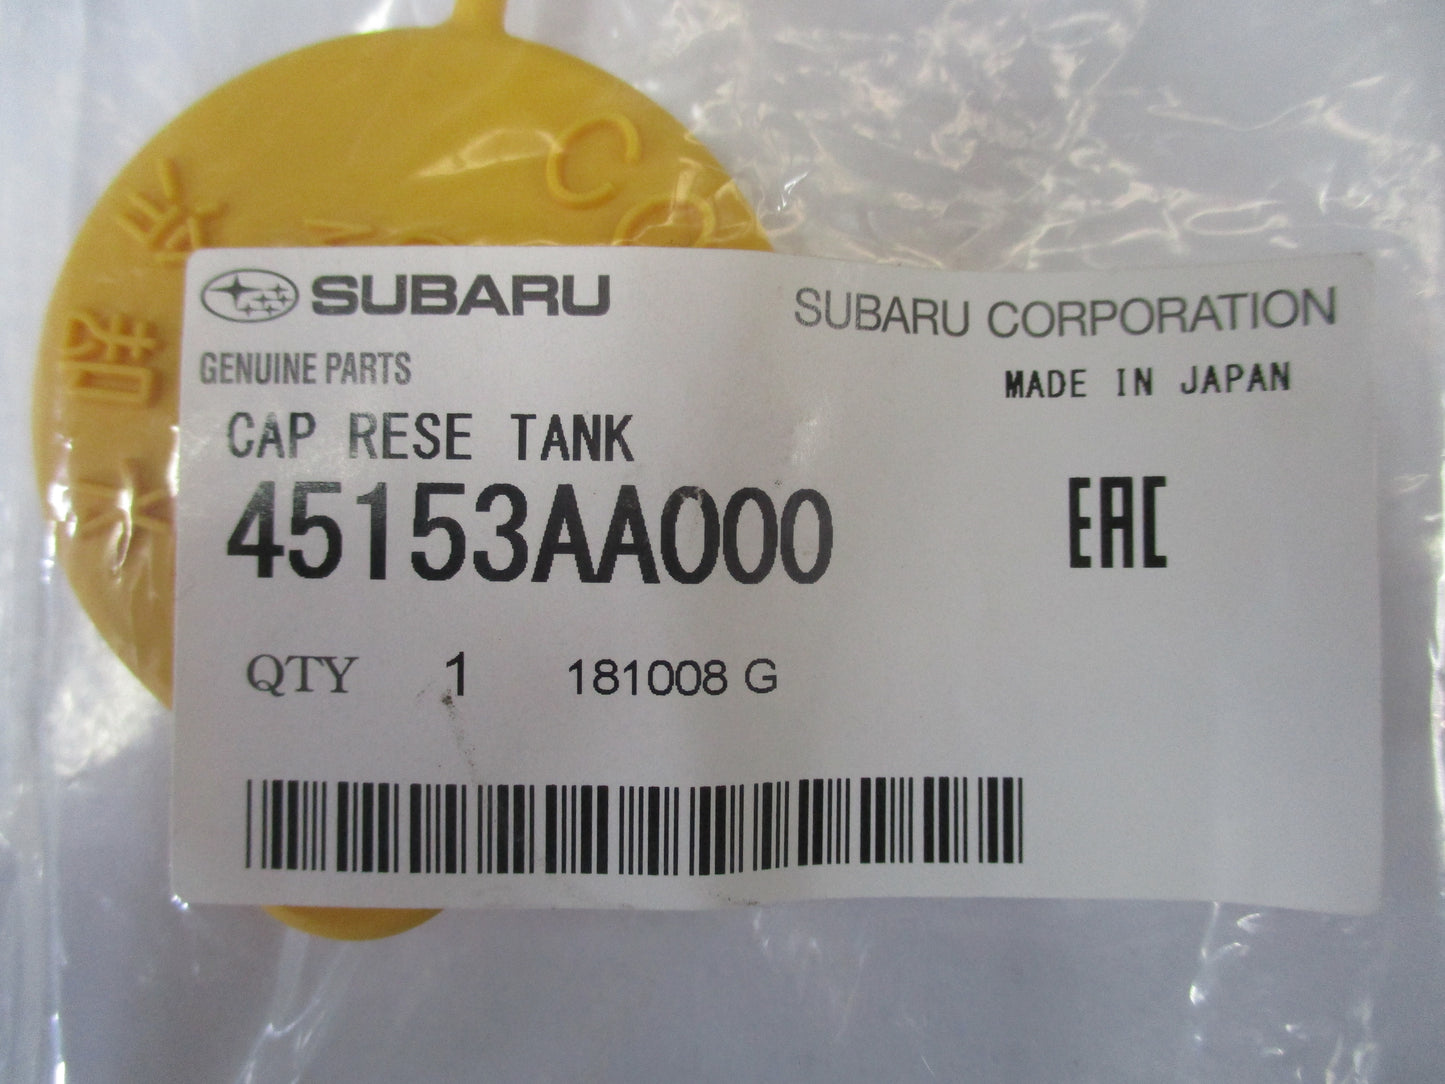 SUBARU
SUBARU CORPORATION
GENUINE PARTS
MADE IN JAPAN
CAP RESE TANK
45153AA000
EAC
QTY 1 181008 G